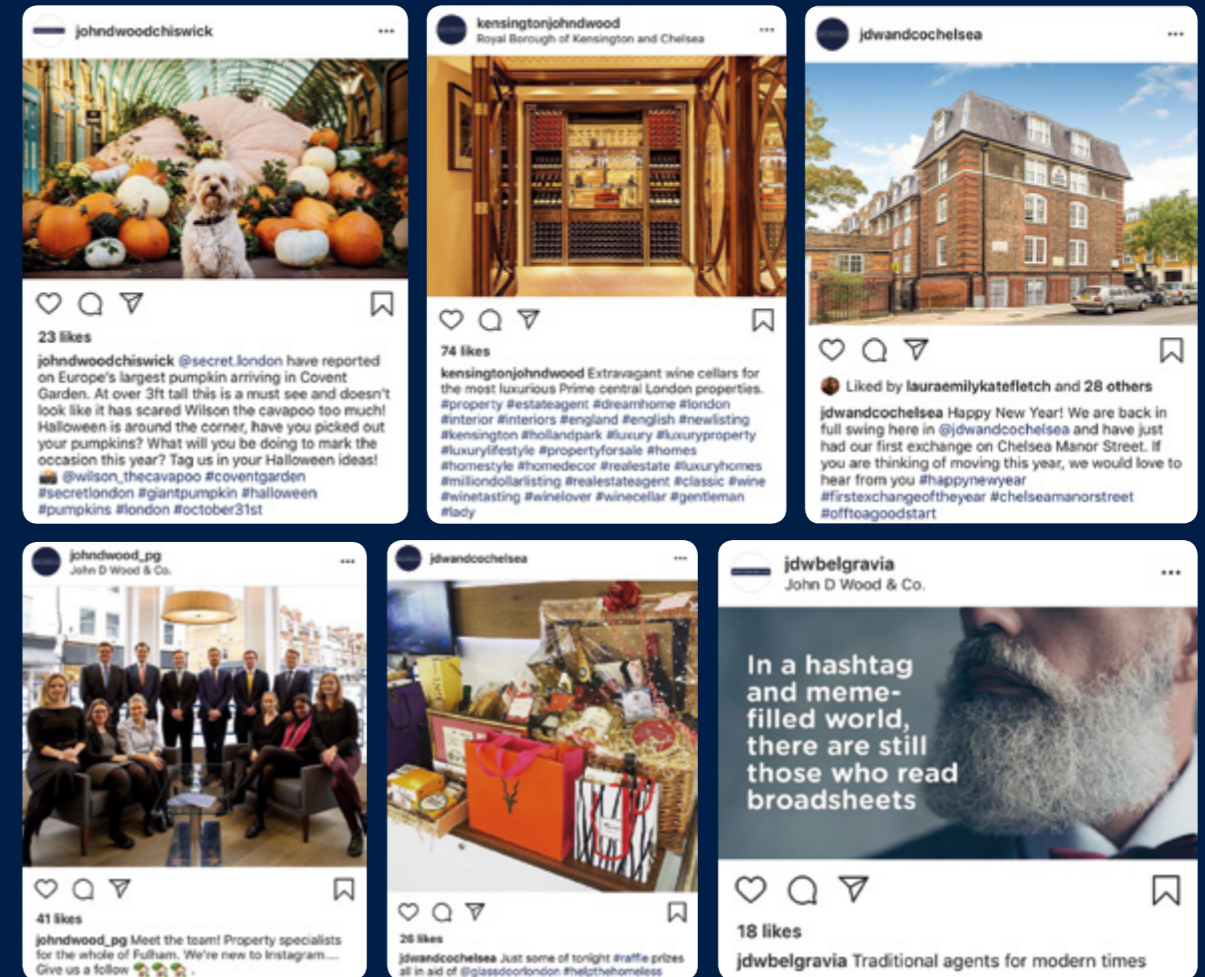 johndwoodchiswick
23 likes
johndwoodchiswick @secret.london have reported
on Europe's largest pumpkin arriving in Covent
Garden. At over 3ft tall this is a must see and doesn't
look like it has scared Wilson the cavapoo too much!
Halloween is around the corner, have you picked out
your pumpkins? What will you be doing to mark the
occasion this year? Tag us in your Halloween ideas!
📸 @wilson_thecavapoo #coventgarden
#secretlondon #giantpumpkin #halloween
#pumpkins #london #october31st
kensingtonjohndwood
Royal Borough of Kensington and Chelsea
74 likes
kensingtonjohndwood Extravagant wine cellars for
the most luxurious Prime central London properties.
#property #estateagent #dreamhome #london
#interior #interiors #england #english #newlisting
#kensington #hollandpark #luxury #luxuryproperty
#luxurylifestyle #propertyforsale #homes
#homestyle #homedecor #realestate #luxuryhomes
#milliondollarlisting #realestateagent #classic #wine
#winetasting #winelover #winecellar #gentleman
#lady
jdwandcochelsea
Liked by lauraemilykatefletch and 28 others
jdwandcochelsea Happy New Year! We are back in
full swing here in @jdwandcochelsea and have just
had our first exchange on Chelsea Manor Street. If
you are thinking of moving this year, we would love to
hear from you #happynewyear
#firstexchangeoftheyear #chelseamanorstreet
#offtoagoodstart
johndwood_pg
John D Wood & Co.
41 likes
johndwood_pg Meet the team! Property specialists
for the whole of Fulham. We're new to Instagram....
Give us a follow 🏡🏡🏡.
jdwandcochelsea
26 likes
jdwandcochelsea Just some of tonight #raffle prizes
all in aid of @glassdoorlondon #helpthehomeless
jdwbelgravia
John D Wood & Co.
In a hashtag
and meme-
filled world,
there are still
those who read
broadsheets
18 likes
jdwbelgravia Traditional agents for modern times